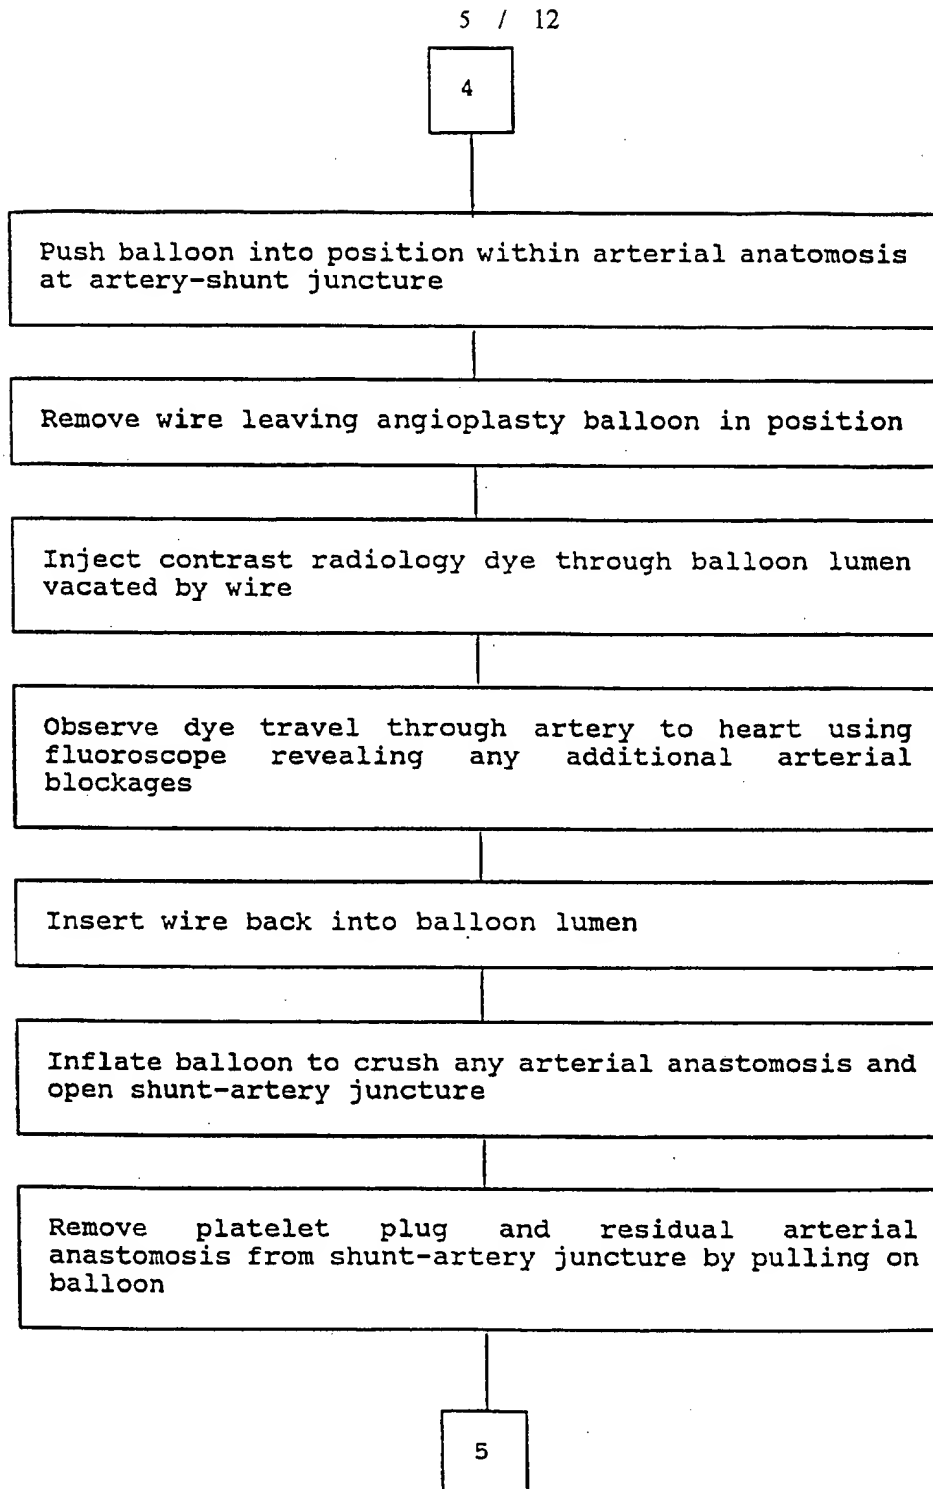 5 / 12
4
Push balloon into position within arterial anatomosis
at artery-shunt juncture
Remove wire leaving angioplasty balloon in position
Inject contrast radiology dye through balloon lumen
vacated by wire
Observe dye travel through artery to heart using
fluoroscope revealing any additional arterial
blockages
Insert wire back into balloon lumen
Inflate balloon to crush any arterial anastomosis and
open shunt-artery juncture
Remove platelet plug and residual arterial
anastomosis from shunt-artery juncture by pulling on
balloon
5